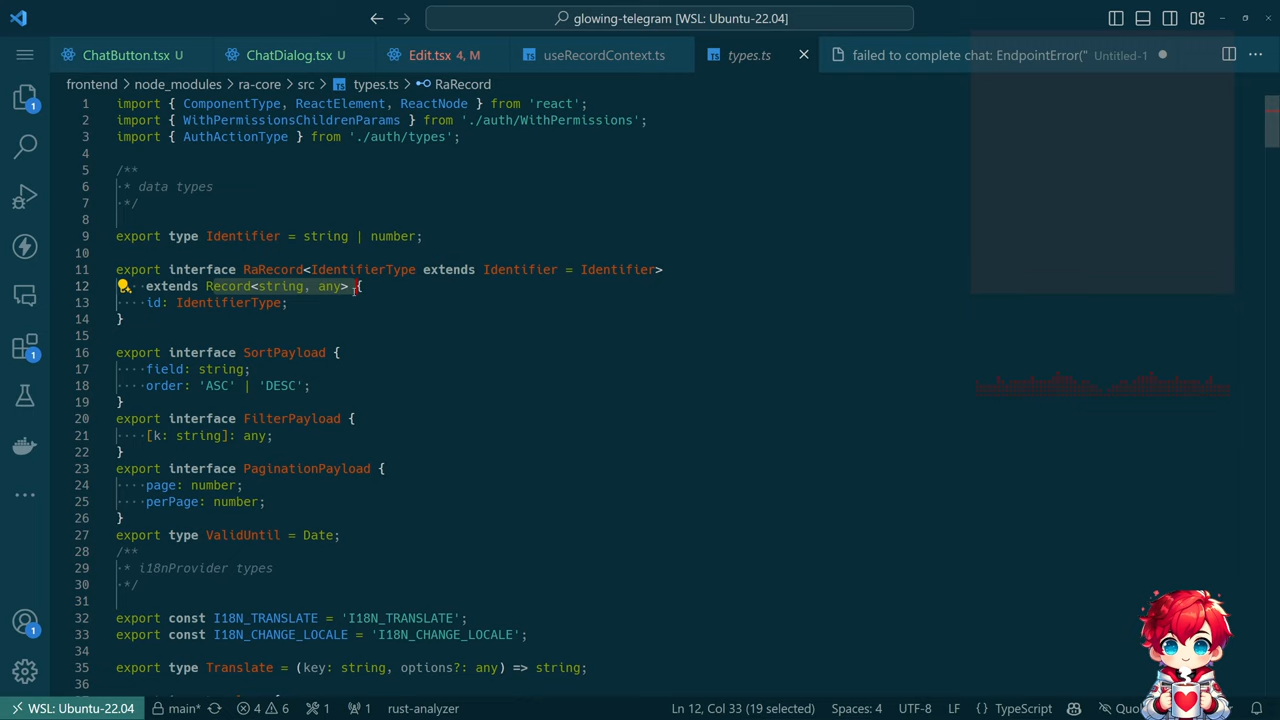 glowing-telegram [WSL: Ubuntu-22.04]
ChatButton.tsx U
ChatDialog.tsx U
Edit.tsx 4, M
useRecordContext.ts
types.ts
failed to complete chat: EndpointError(" Untitled-1
frontend > node_modules > ra-core > src > types.ts > RaRecord
1 import { ComponentType, ReactElement, ReactNode } from 'react';
2 import { WithPermissionsChildrenParams } from './auth/WithPermissions';
3 import { AuthActionType } from './auth/types';
4
5 /**
6 * data types
7 */
8
9 export type Identifier = string | number;
10
11 export interface RaRecord<IdentifierType extends Identifier = Identifier>
12 extends Record<string, any> {
13 id: IdentifierType;
14 }
15
16 export interface SortPayload {
17 field: string;
18 order: 'ASC' | 'DESC';
19 }
20 export interface FilterPayload {
21 [k: string]: any;
22 }
23 export interface PaginationPayload {
24 page: number;
25 perPage: number;
26 }
27 export type ValidUntil = Date;
28 /**
29 * i18nProvider types
30 */
31
32 export const I18N_TRANSLATE = 'I18N_TRANSLATE';
33 export const I18N_CHANGE_LOCALE = 'I18N_CHANGE_LOCALE';
34
35 export type Translate = (key: string, options?: any) => string;
36
1
1
1
WSL: Ubuntu-22.04 main* 4 6 1 1 rust-analyzer Ln 12, Col 33 (19 selected) Spaces: 4 UTF-8 LF TypeScript Quo